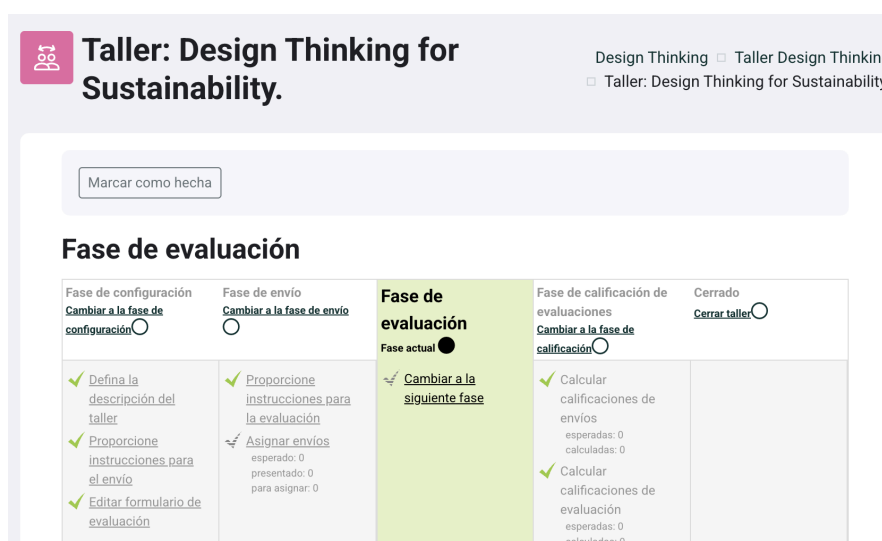 Taller: Design Thinking for
Sustainability.
Design Thinking
Taller Design Thinkin
Taller: Design Thinking for Sustainability
Marcar como hecha
Fase de evaluación
Fase de configuración
Cambiar a la fase de
configuración
Fase de envío
Cambiar a la fase de envío
Fase de
evaluación
Fase actual
Fase de calificación de
evaluaciones
Cambiar a la fase de
calificación
Cerrado
Cerrar taller
Defina la
descripción del
taller
Proporcione
instrucciones para
el envío
Editar formulario de
evaluación
Proporcione
instrucciones para
la evaluación
Asignar envíos
esperado: 0
presentado: 0
para asignar: 0
Cambiar a la
siguiente fase
Calcular
calificaciones de
envíos
esperadas: 0
calculadas: 0
Calcular
calificaciones de
evaluación
esperadas: 0
calculadas: 0